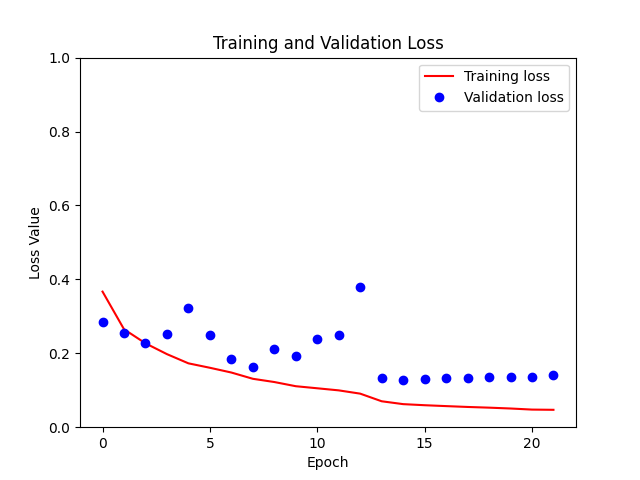 Training and Validation Loss
1.0
0.8
0.6
0.4
0.2
0.0
Loss Value
Training loss
Validation loss
0 5 10 15 20
Epoch